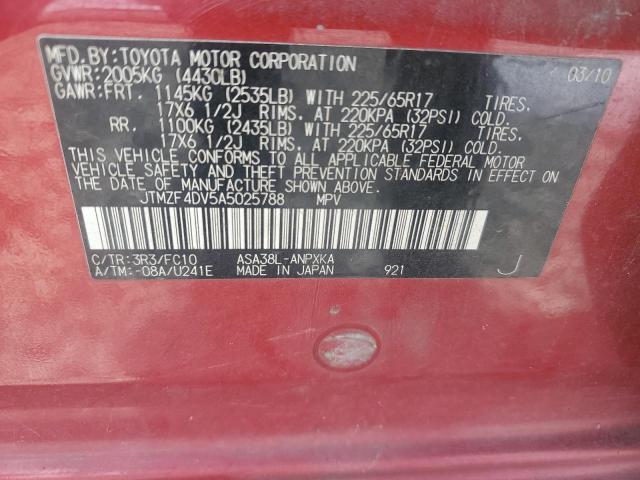 MFD.BY:TOYOTA MOTOR CORPORATION 03/10
GVWR:2005KG (4430LB)
GAWR:FRT. 1145KG (2535LB) WITH 225/65R17 TIRES.
17X6 1/2J RIMS. AT 220KPA (32PSI) COLD.
RR. 1100KG (2435LB) WITH 225/65R17 TIRES.
17X6 1/2J RIMS. AT 220KPA (32PSI) COLD.
THIS VEHICLE CONFORMS TO ALL APPLICABLE FEDERAL MOTOR
VEHICLE SAFETY AND THEFT PREVENTION STANDARDS IN EFFECT ON
THE DATE OF MANUFACTURE SHOWN ABOVE.
JTMZF4DV5A5025788 MPV
C/TR:3R3/FC10 ASA38L-ANPXKA
A/TM:-08A/U241E MADE IN JAPAN 921 J